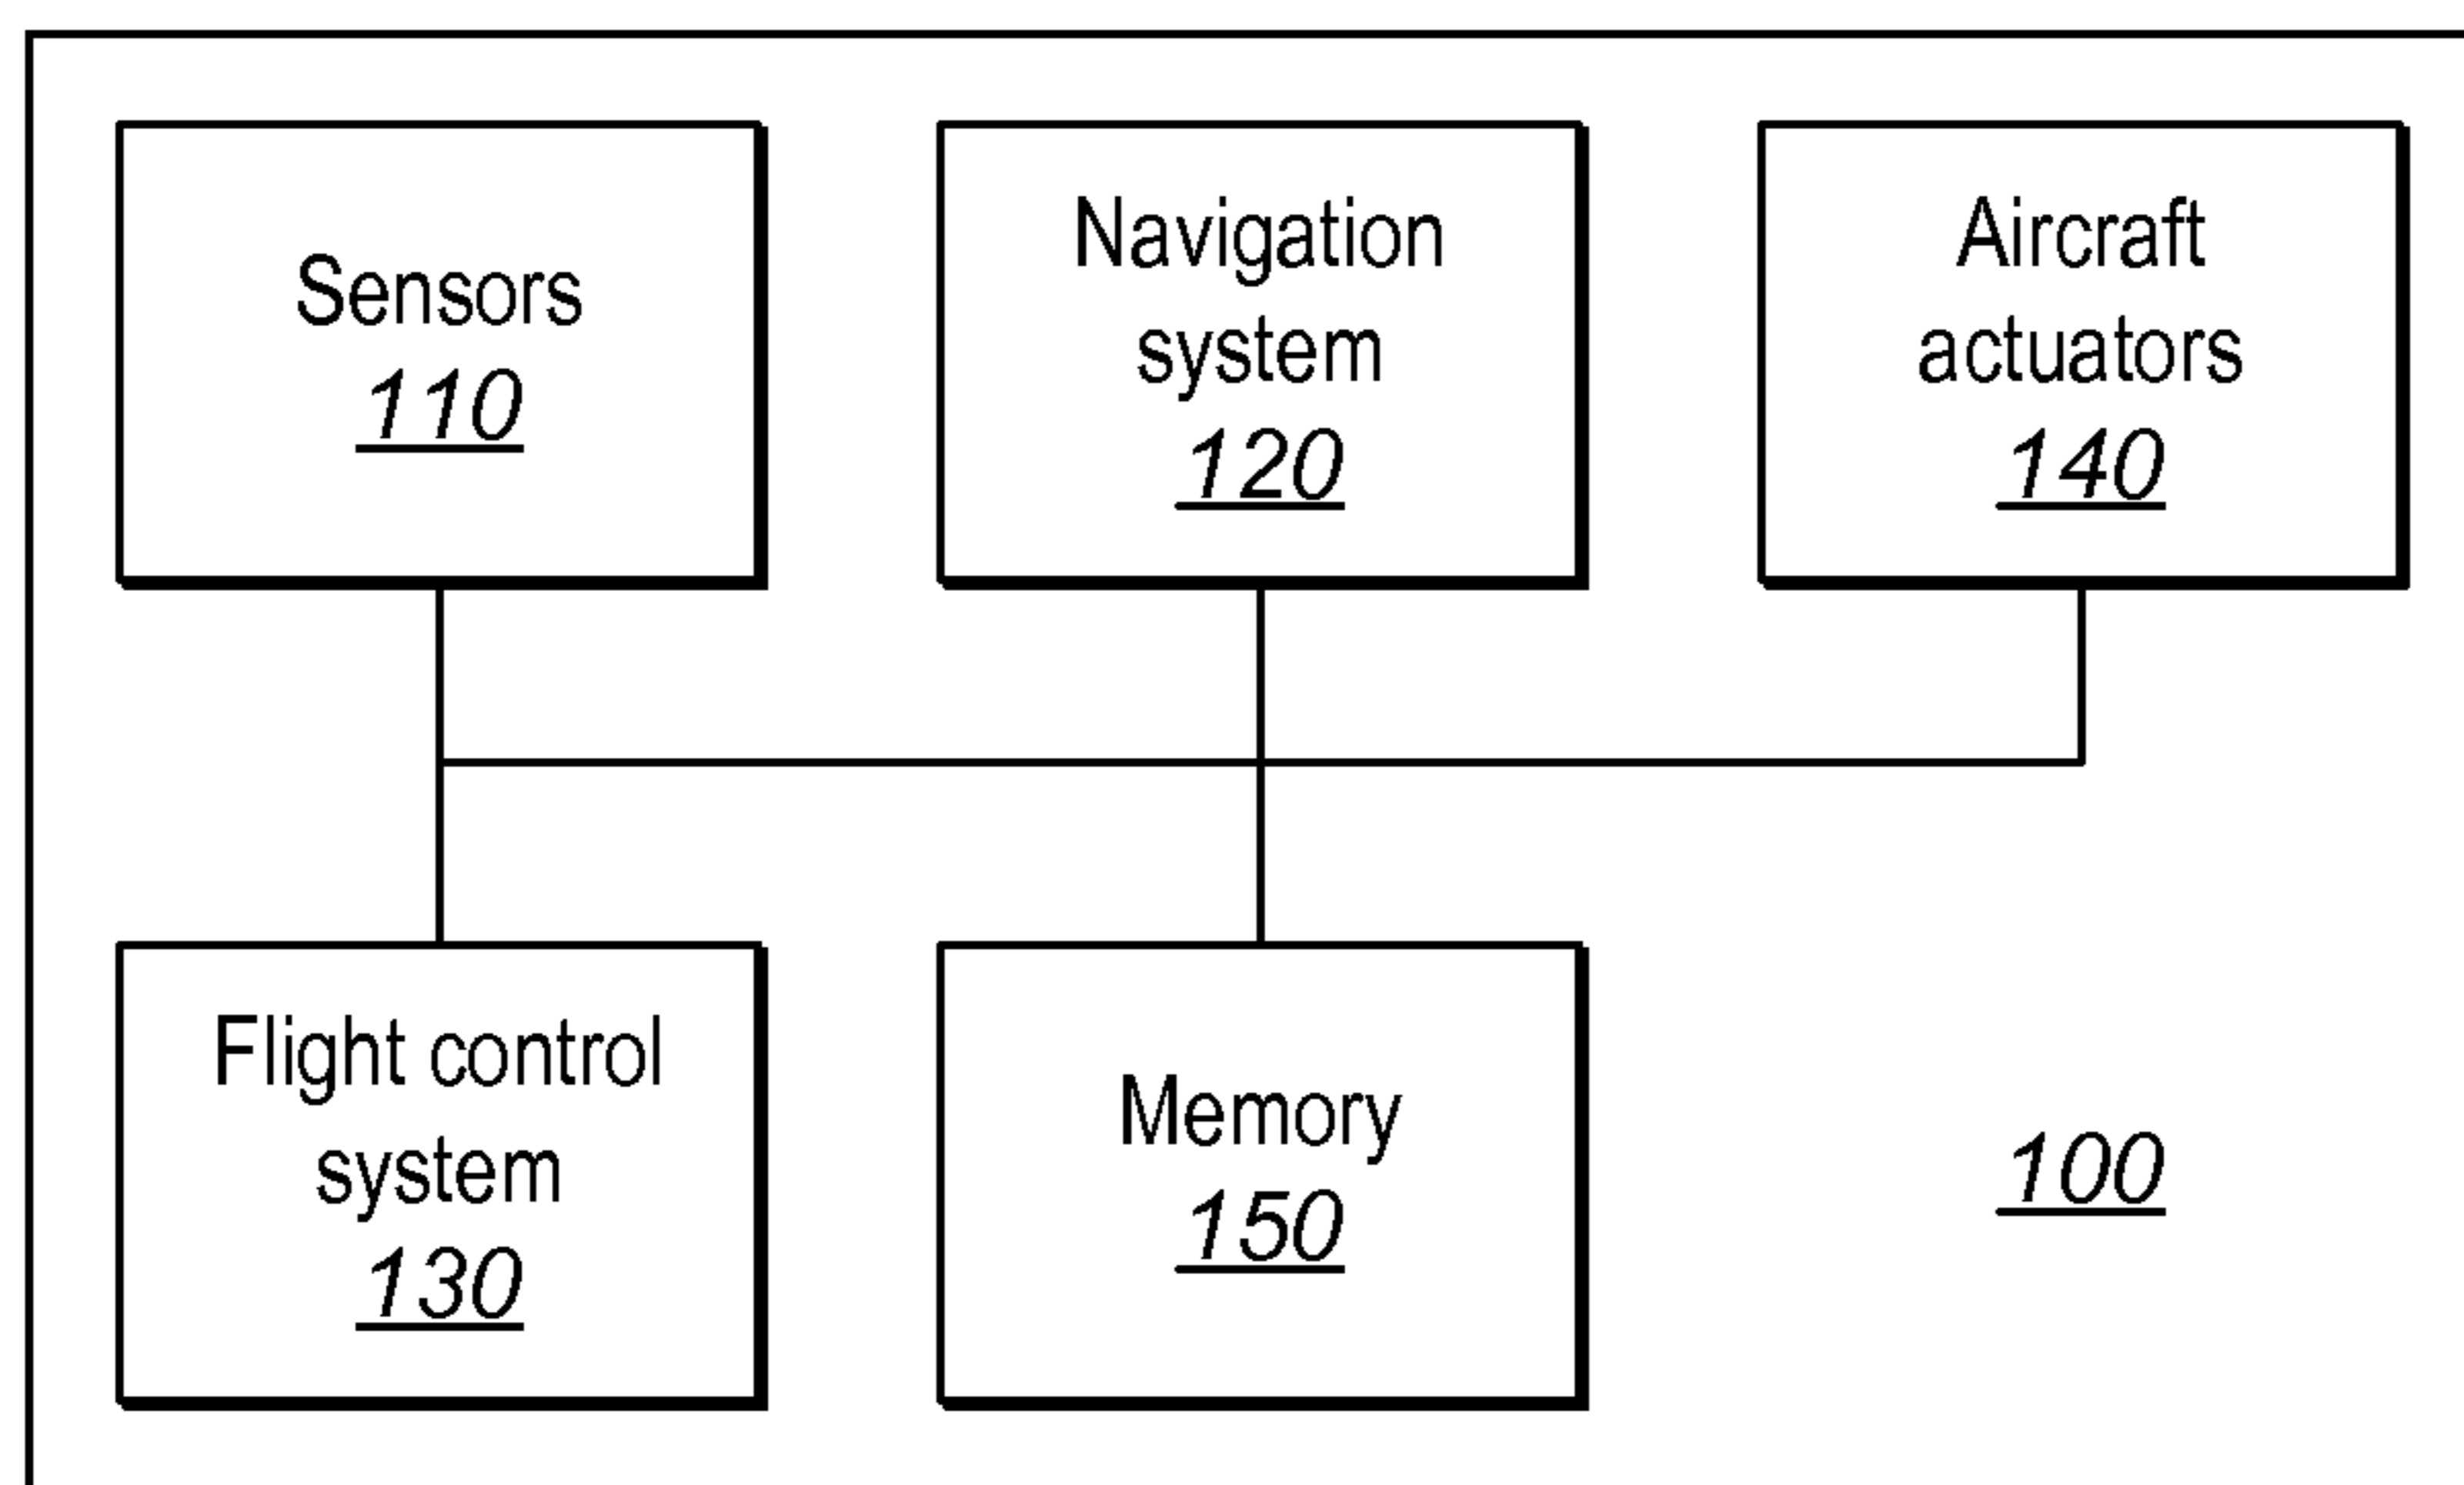 Sensors
110
Navigation
system
120
Aircraft
actuators
140
Flight control
system
130
Memory
150
100